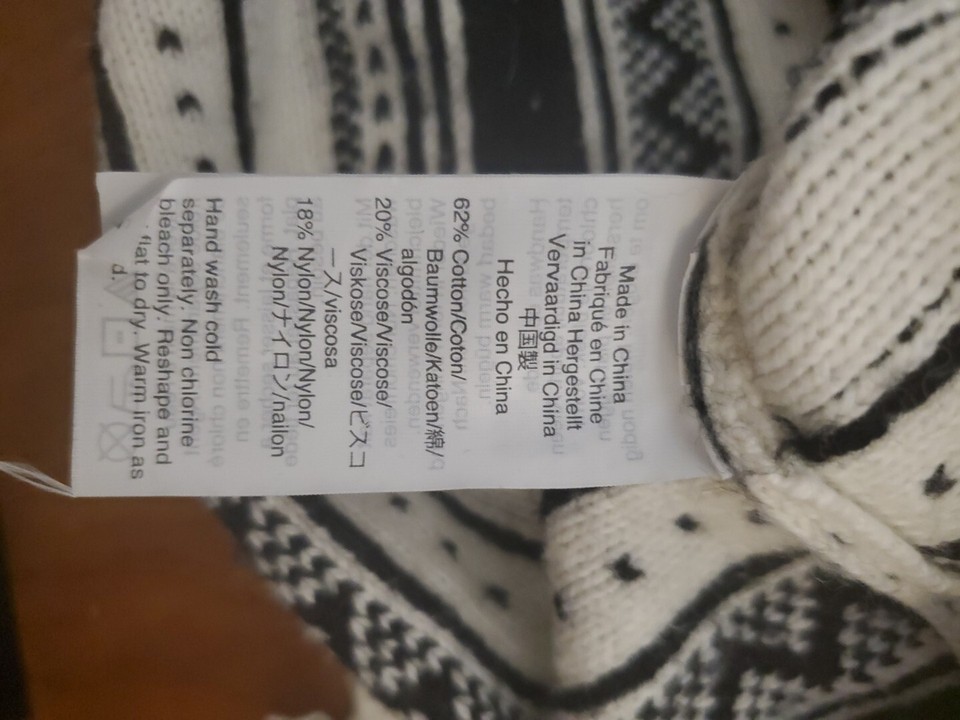 Made in China
Fabriqué en Chine
in China Hergestellt
Vervaardigd in China
中国製
Hecho en China
62% Cotton/Coton/
Baumwolle/Katoen/綿/
algodón
20% Viscose/Viscose/
Viskose/Viscose/ビスコ
ース/viscosa
18% Nylon/Nylon/Nylon/
Nylon/ナイロン/nailon
Hand wash cold
separately. Non chlorine
bleach only. Reshape and
flat to dry. Warm iron as
d.